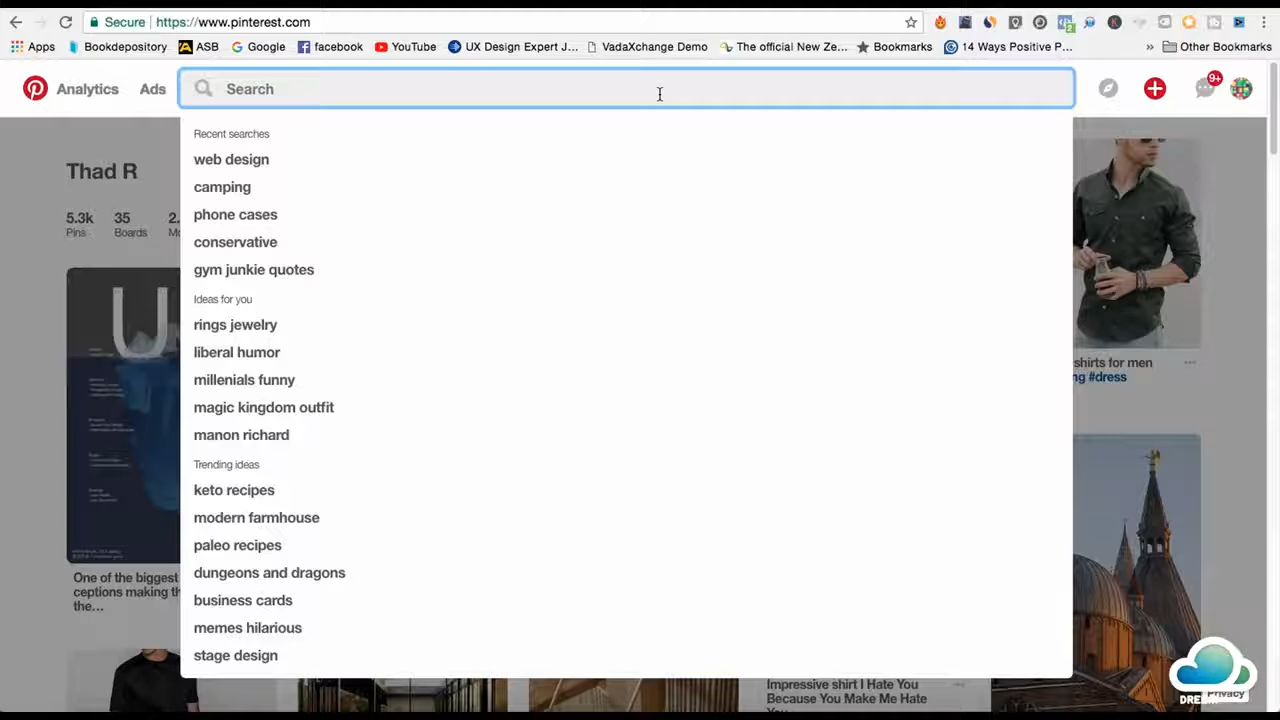 Secure https://www.pinterest.com
Apps Bookdepository ASB Google facebook YouTube UX Design Expert J... VadaXchange Demo The official New Ze... Bookmarks 14 Ways Positive P... » Other Bookmarks
Analytics Ads Search 9+
Recent searches
web design
camping
phone cases
conservative
gym junkie quotes
Ideas for you
rings jewelry
liberal humor
millenials funny
magic kingdom outfit
manon richard
Trending ideas
keto recipes
modern farmhouse
paleo recipes
dungeons and dragons
business cards
memes hilarious
stage design
Thad R
5.3k 35 2.
Pins Boards
U
One of the biggest
ceptions making th
the...
shirts for men
ng #dress
Impressive shirt I Hate You
Because You Make Me Hate
Privacy